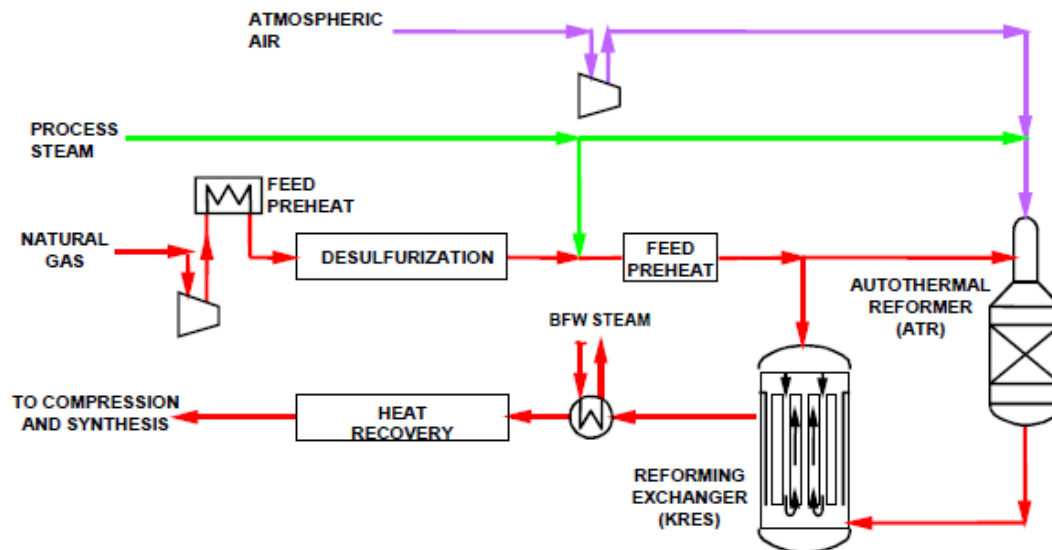 ATMOSPHERIC
AIR
PROCESS
STEAM
FEED
PREHEAT
NATURAL
GAS
DESULFURIZATION
FEED
PREHEAT
AUTOTHERMAL
REFORMER
(ATR)
BFW STEAM
TO COMPRESSION
AND SYNTHESIS
HEAT
RECOVERY
REFORMING
EXCHANGER
(KRES)